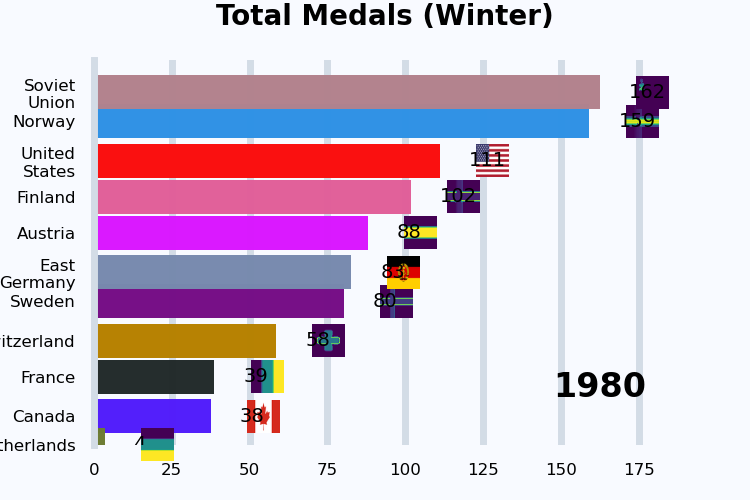 Total Medals (Winter)
Soviet
Union
162
Norway
159
United
States
111
Finland
102
Austria
88
East
Germany
83
Sweden
80
itzerland
58
France
39
1980
Canada
38
therlands
0
25
50
75
100
125
150
175